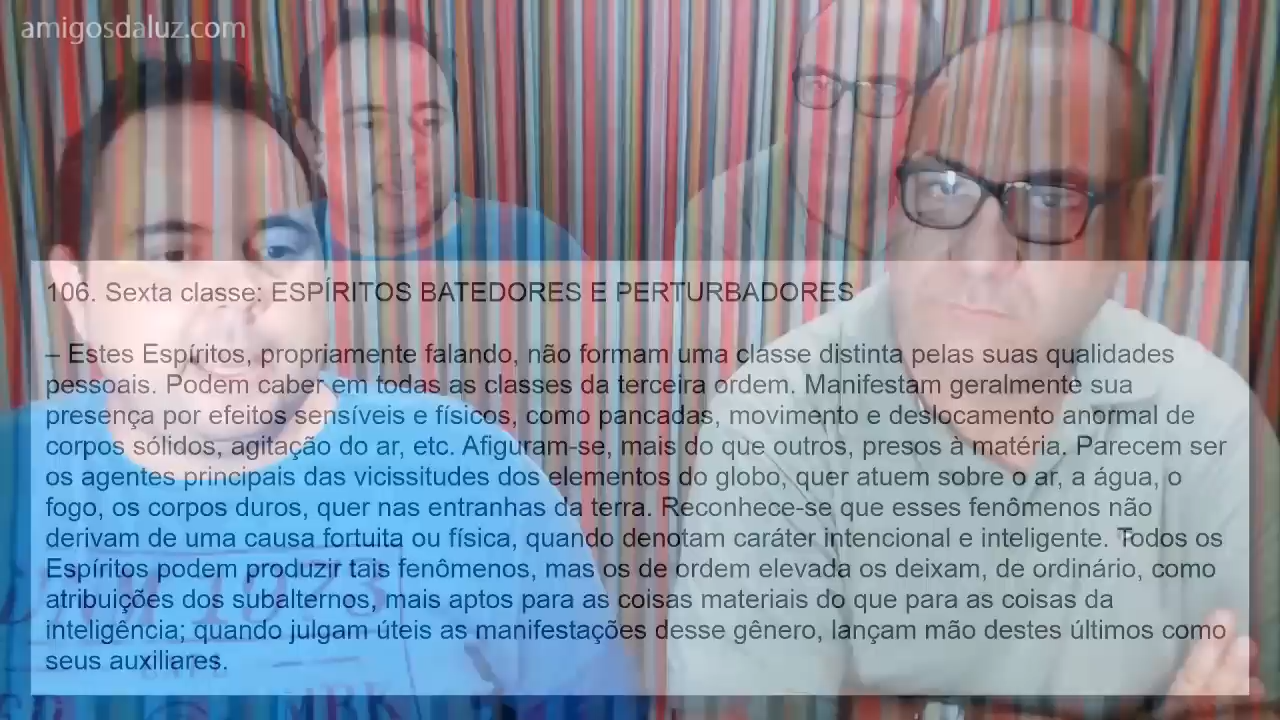 amigosdaluz.com
106. Sexta classe: ESPÍRITOS BATEDORES E PERTURBADORES
– Estes Espíritos, propriamente falando, não formam uma classe distinta pelas suas qualidades
pessoais. Podem caber em todas as classes da terceira ordem. Manifestam geralmente sua
presença por efeitos sensíveis e físicos, como pancadas, movimento e deslocamento anormal de
corpos sólidos, agitação do ar, etc. Afiguram-se, mais do que outros, presos à matéria. Parecem ser
os agentes principais das vicissitudes dos elementos do globo, quer atuem sobre o ar, a água, o
fogo, os corpos duros, quer nas entranhas da terra. Reconhece-se que esses fenômenos não
derivam de uma causa fortuita ou física, quando denotam caráter intencional e inteligente. Todos os
Espíritos podem produzir tais fenômenos, mas os de ordem elevada os deixam, de ordinário, como
atribuições dos subalternos, mais aptos para as coisas materiais do que para as coisas da
inteligência; quando julgam úteis as manifestações desse gênero, lançam mão destes últimos como
seus auxiliares.